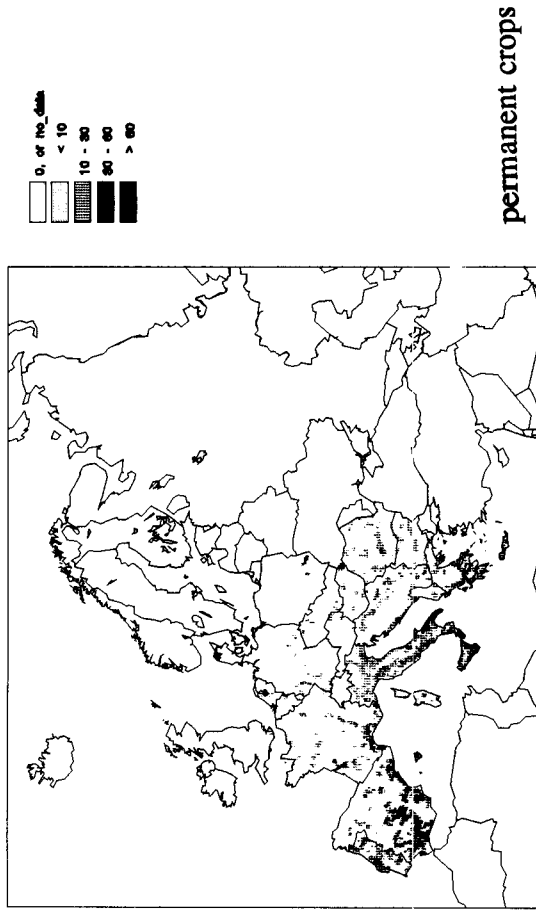 0, or no_data
< 10
10 - 30
30 - 60
> 60
permanent crops